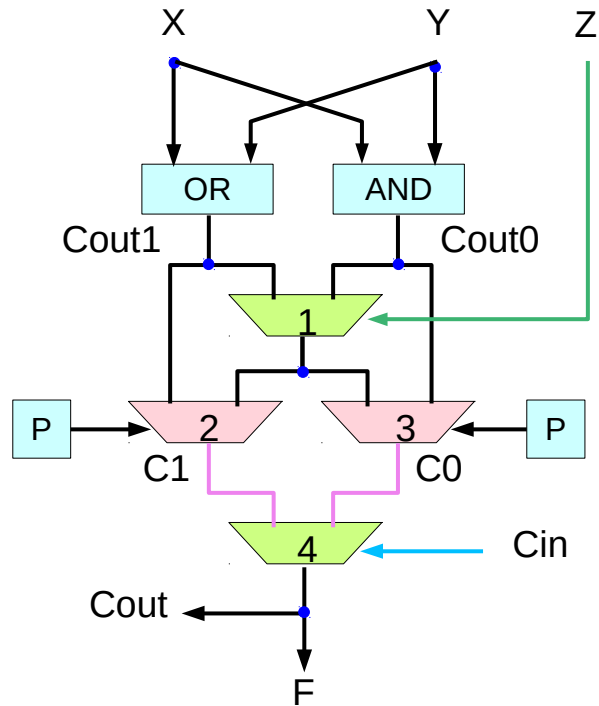 X Y Z
OR AND
Cout1 Cout0
1
P 2 3 P
C1 C0
4 Cin
Cout
F